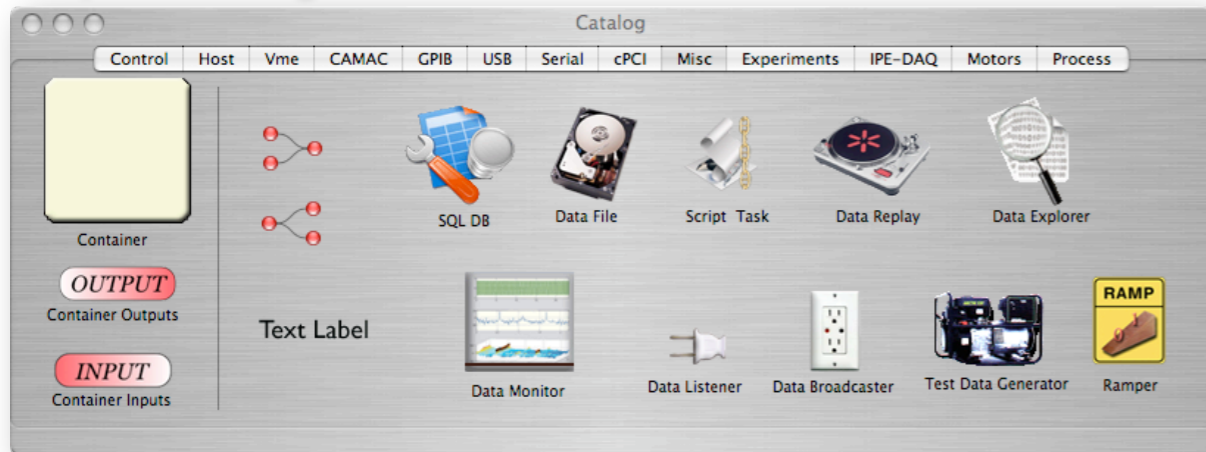 Catalog
Control Host Vme CAMAC GPIB USB Serial cPCI Misc Experiments IPE-DAQ Motors Process
Container
OUTPUT
Container Outputs
INPUT
Container Inputs
SQL DB
Data File
Script Task
Data Replay
Data Explorer
Text Label
Data Monitor
Data Listener
Data Broadcaster
Test Data Generator
RAMP
Ramper